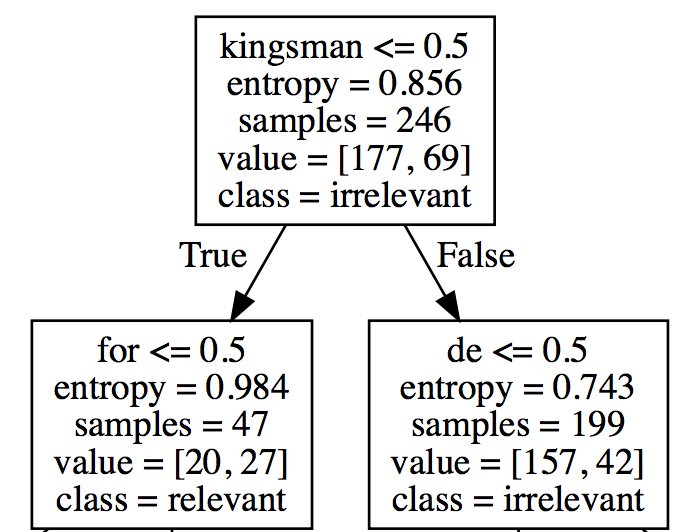 kingsman <= 0.5
entropy = 0.856
samples = 246
value = [177, 69]
class = irrelevant
True
False
for <= 0.5
entropy = 0.984
samples = 47
value = [20, 27]
class = relevant
de <= 0.5
entropy = 0.743
samples = 199
value = [157, 42]
class = irrelevant